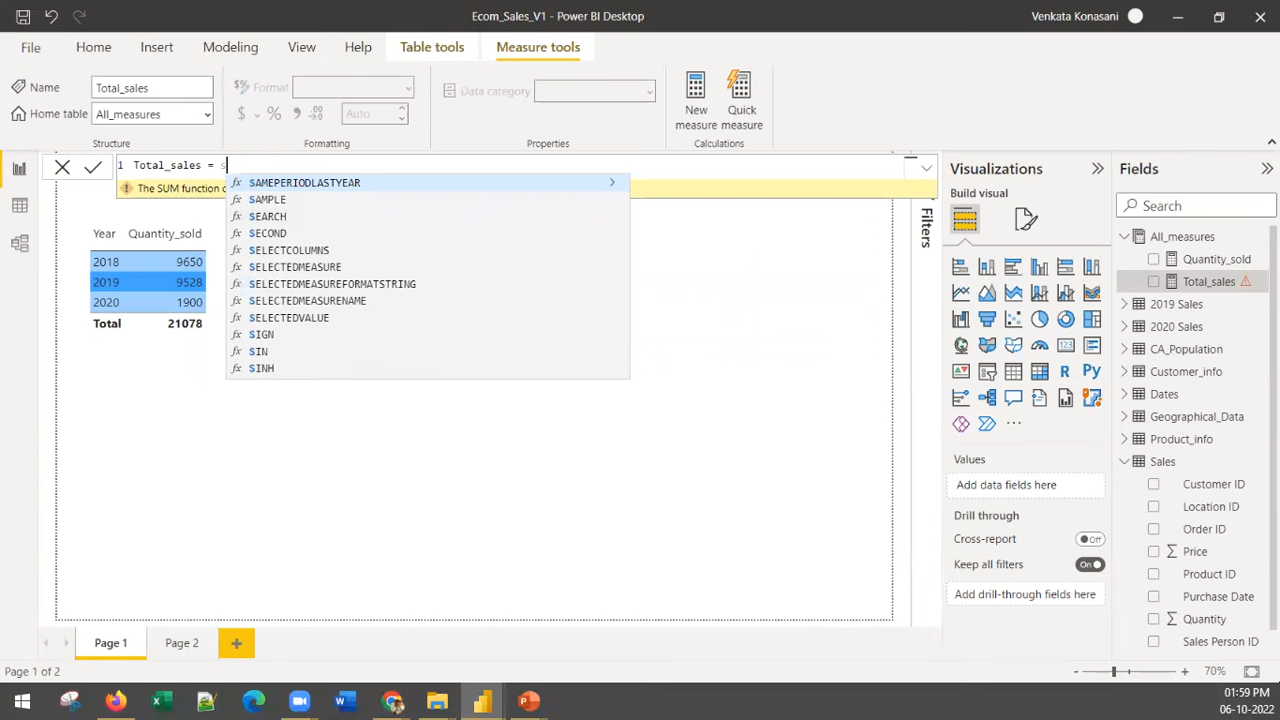 Ecom_Sales_V1 - Power BI Desktop
Venkata Konasani
File Home Insert Modeling View Help Table tools Measure tools
Name Total_sales
Home table All_measures
Structure
Format
$ % Auto
Formatting
Data category
Properties
New measure
Quick measure
Calculations
1 Total_sales = s
The SUM function
SAMEPERIODLASTYEAR
SAMPLE
SEARCH
SECOND
SELECTCOLUMNS
SELECTEDMEASURE
SELECTEDMEASUREFORMATSTRING
SELECTEDMEASURENAME
SELECTEDVALUE
SIGN
SIN
SINH
Year Quantity_sold
2018 9650
2019 9528
2020 1900
Total 21078
Filters
Visualizations
Build visual
R Py
123
Values
Add data fields here
Drill through
Cross-report Off
Keep all filters On
Add drill-through fields here
Fields
Search
All_measures
Quantity_sold
Total_sales
2019 Sales
2020 Sales
CA_Population
Customer_info
Dates
Geographical_Data
Product_info
Sales
Customer ID
Location ID
Order ID
Price
Product ID
Purchase Date
Quantity
Sales Person ID
Page 1 Page 2
Page 1 of 2
70%
01:59 PM
06-10-2022